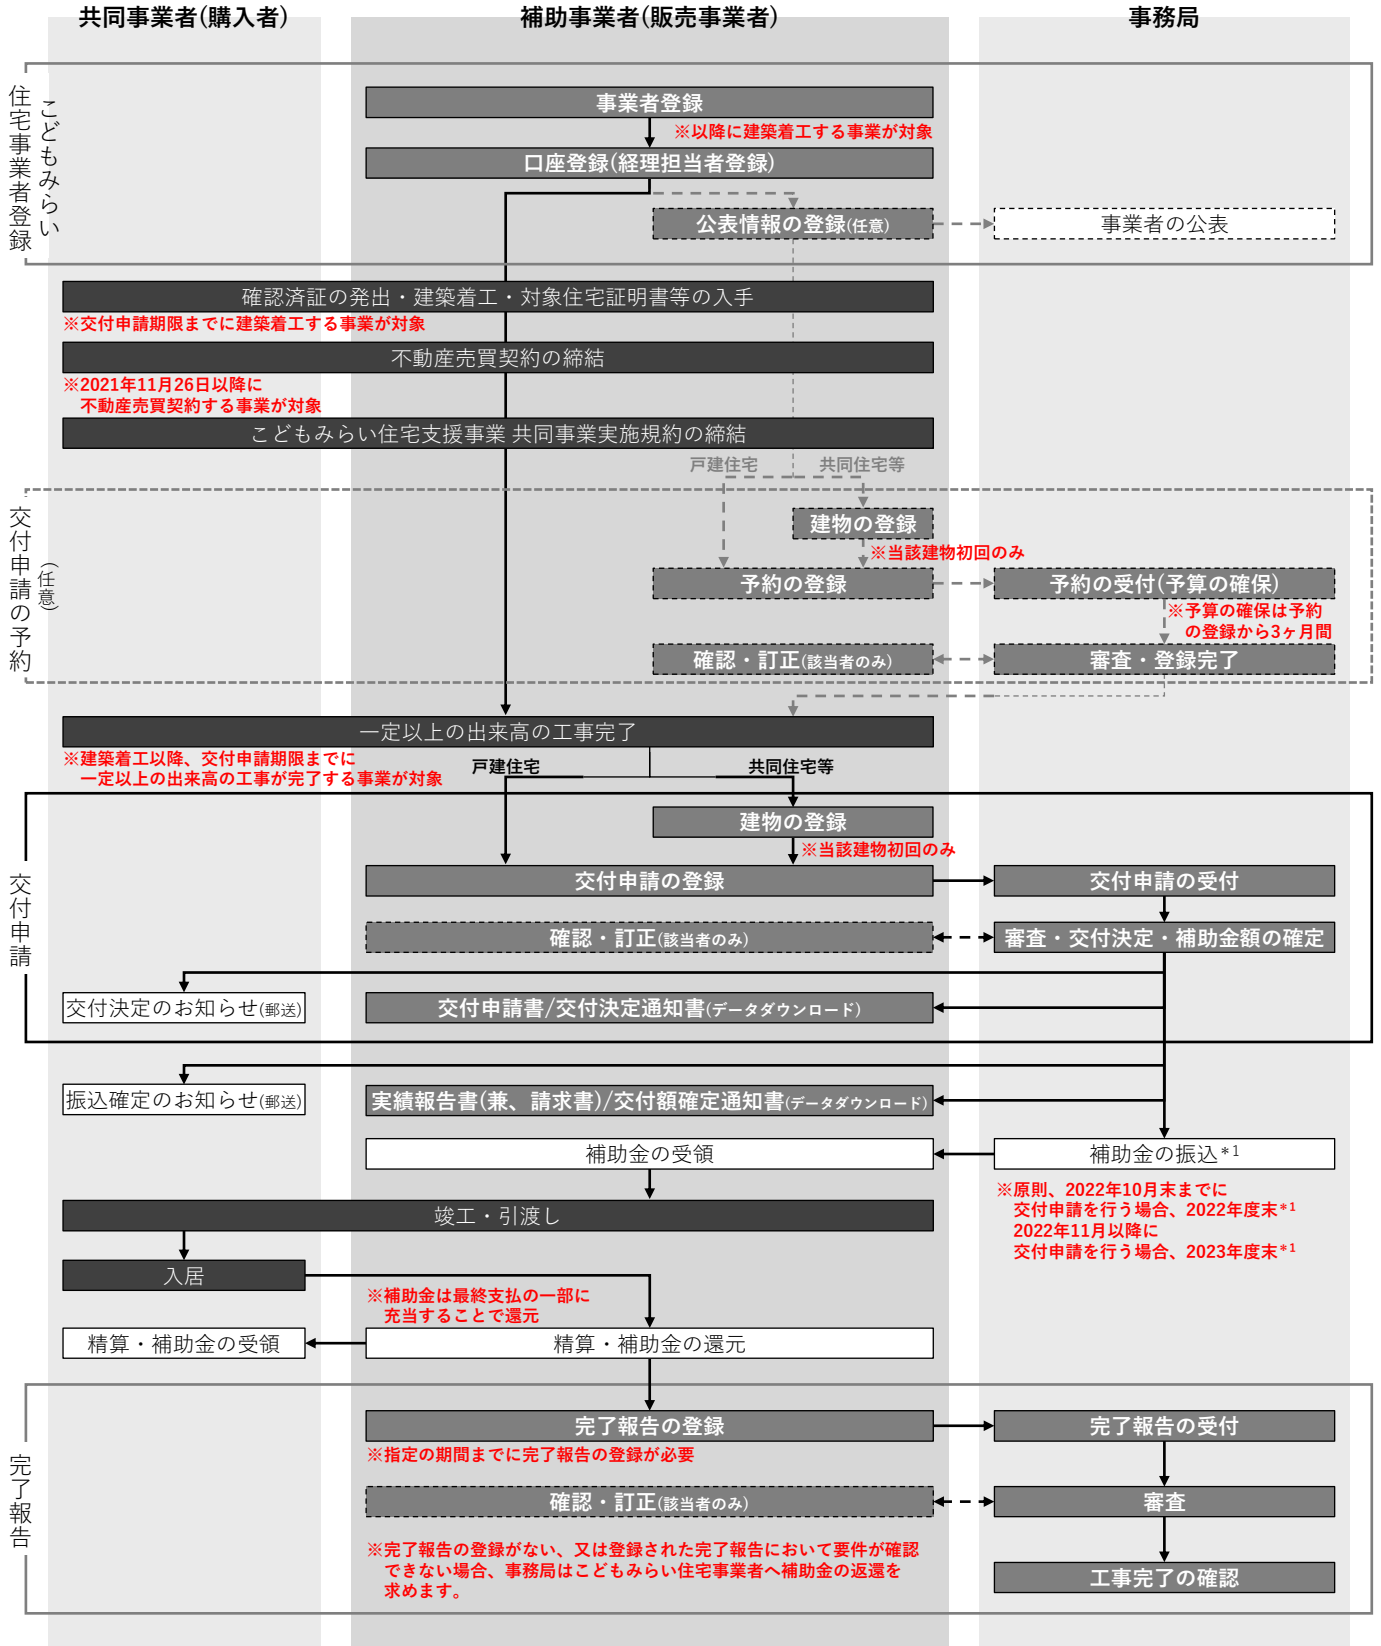 共同事業者(購入者)
補助事業者(販売事業者)
事務局
こどもみらい
住宅事業者登録
事業者登録
※以降に建築着工する事業が対象
口座登録(経理担当者登録)
公表情報の登録(任意)
事業者の公表
確認済証の発出・建築着工・対象住宅証明書等の入手
※交付申請期限までに建築着工する事業が対象
不動産売買契約の締結
※2021年11月26日以降に
不動産売買契約する事業が対象
こどもみらい住宅支援事業 共同事業実施規約の締結
戸建住宅
共同住宅等
交付申請の予約
(任意)
建物の登録
※当該建物初回のみ
予約の登録
予約の受付(予算の確保)
※予算の確保は予約
の登録から3ヶ月間
確認・訂正(該当者のみ)
審査・登録完了
一定以上の出来高の工事完了
※建築着工以降、交付申請期限までに
一定以上の出来高の工事が完了する事業が対象
戸建住宅
共同住宅等
交付申請
建物の登録
※当該建物初回のみ
交付申請の登録
交付申請の受付
確認・訂正(該当者のみ)
審査・交付決定・補助金額の確定
交付決定のお知らせ(郵送)
交付申請書/交付決定通知書(データダウンロード)
振込確定のお知らせ(郵送)
実績報告書(兼、請求書)/交付額確定通知書(データダウンロード)
補助金の受領
補助金の振込*1
※原則、2022年10月末までに
交付申請を行う場合、2022年度末*1
2022年11月以降に
交付申請を行う場合、2023年度末*1
竣工・引渡し
入居
※補助金は最終支払の一部に
充当することで還元
精算・補助金の受領
精算・補助金の還元
完了報告
完了報告の登録
完了報告の受付
※指定の期間までに完了報告の登録が必要
確認・訂正(該当者のみ)
審査
※完了報告の登録がない、又は登録された完了報告において要件が確認
できない場合、事務局はこどもみらい住宅事業者へ補助金の返還を
求めます。
工事完了の確認